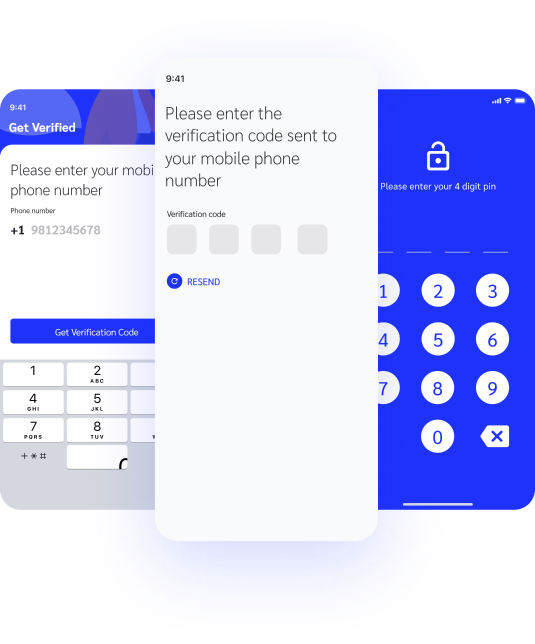 9:41
Get Verified
Please enter your mobi
phone number
Phone number
+1 9812345678
Get Verification Code
1
2
ABC
4
GHI
5
JKL
7
PQRS
8
TUV
+*#
9:41
Please enter the
verification code sent to
your mobile phone
number
Verification code
RESEND
Please enter your 4 digit pin
1 2 3
4 5 6
7 8 9
0